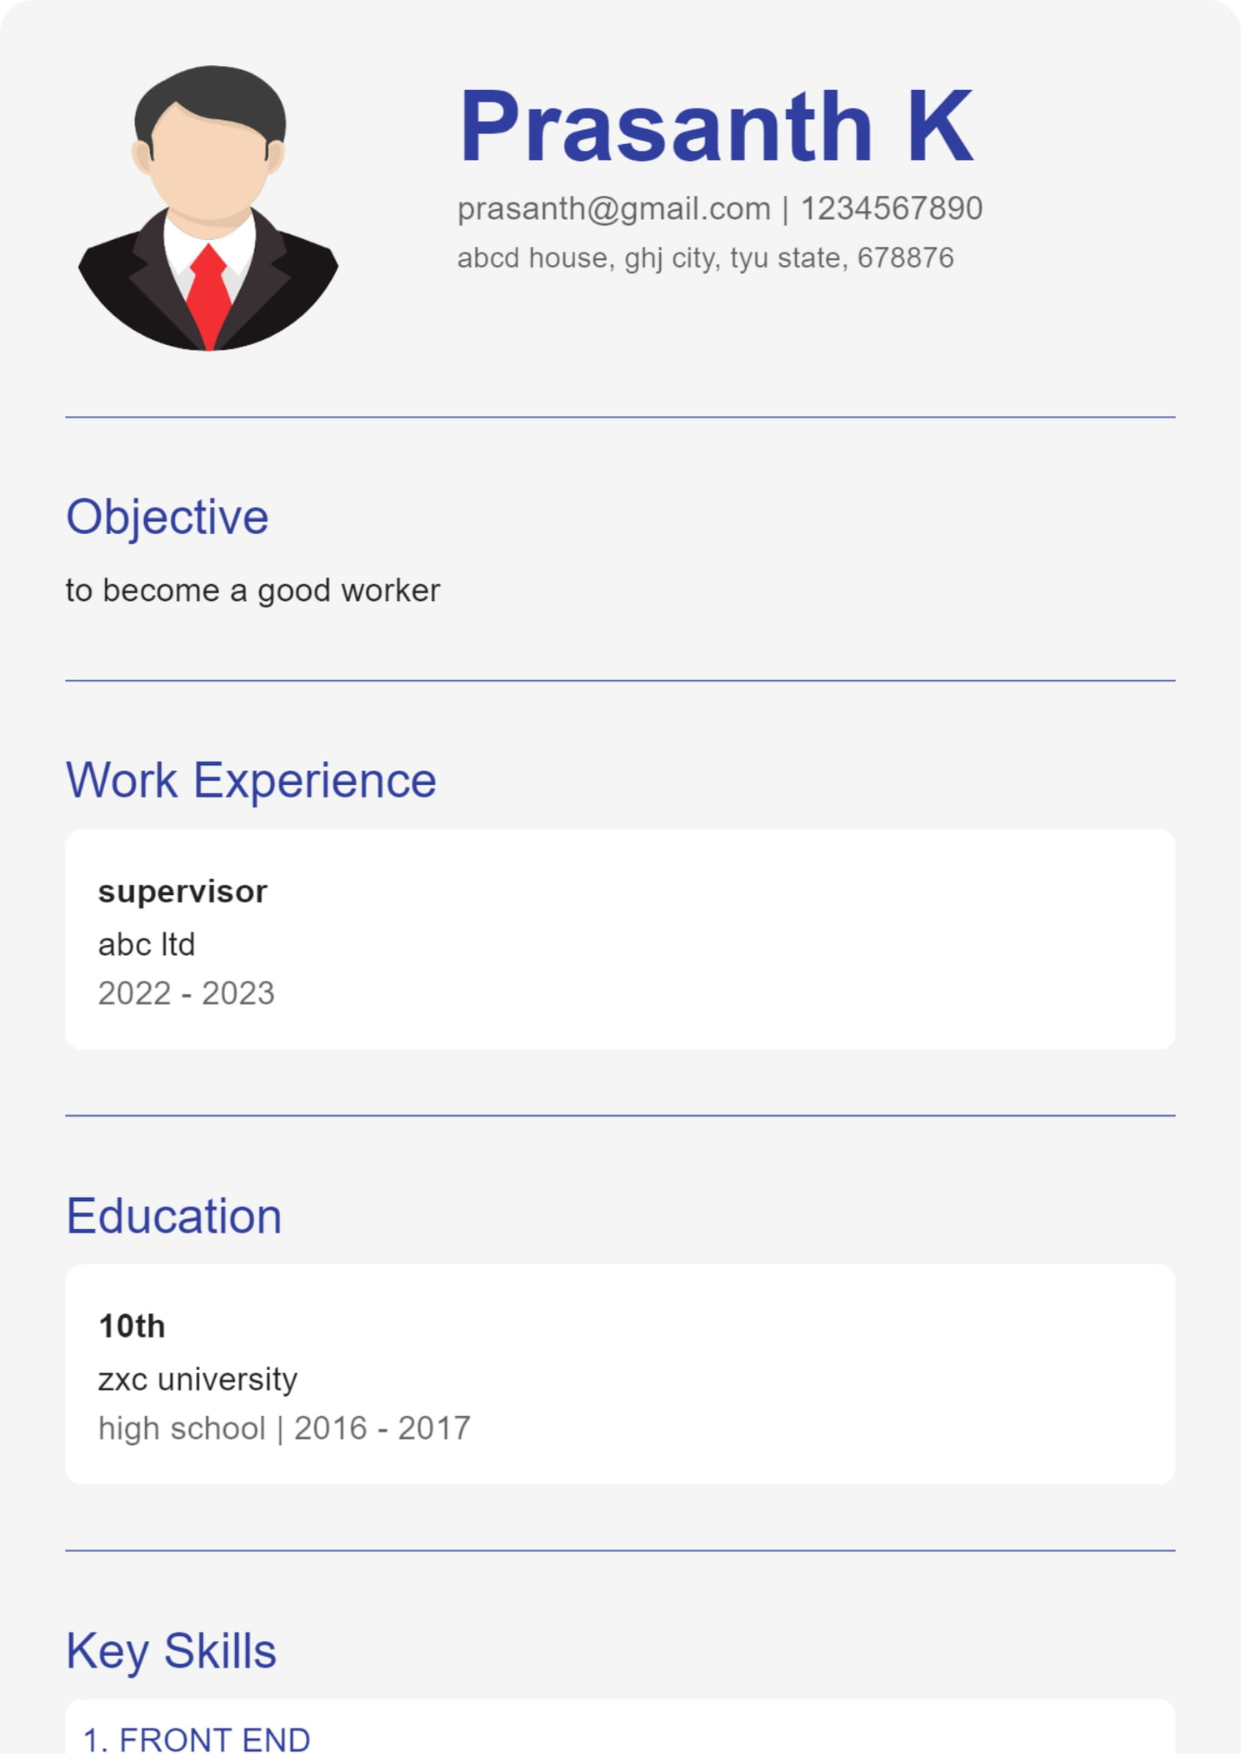 Prasanth K
prasanth@gmail.com | 1234567890
abcd house, ghj city, tyu state, 678876
Objective
to become a good worker
Work Experience
supervisor
abc ltd
2022 - 2023
Education
10th
zxc university
high school | 2016 - 2017
Key Skills
1. FRONT END